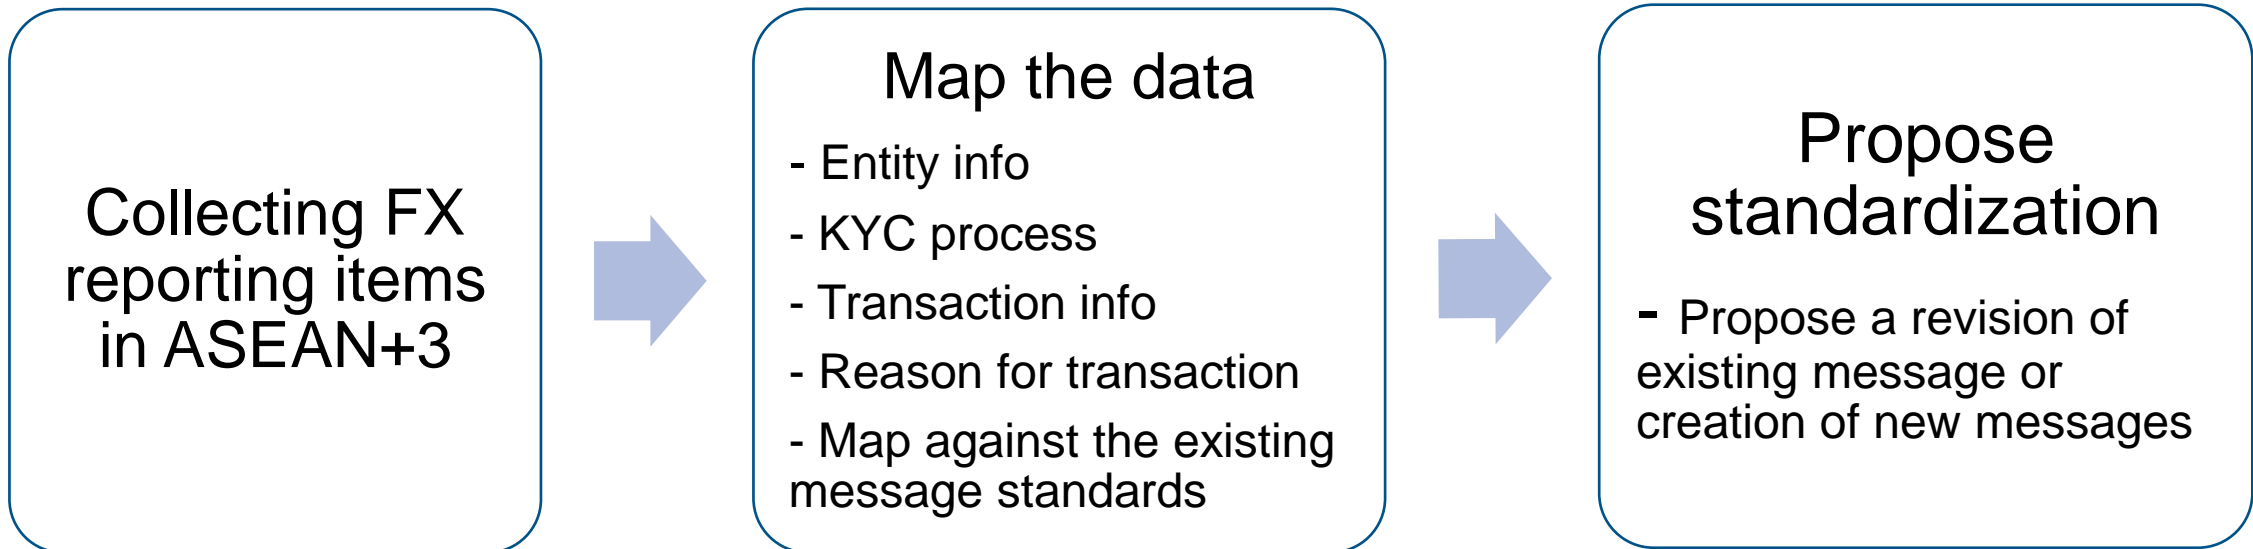 Collecting FX
reporting items
in ASEAN+3
Map the data
- Entity info
- KYC process
- Transaction info
- Reason for transaction
- Map against the existing
message standards
Propose
standardization
- Propose a revision of
existing message or
creation of new messages